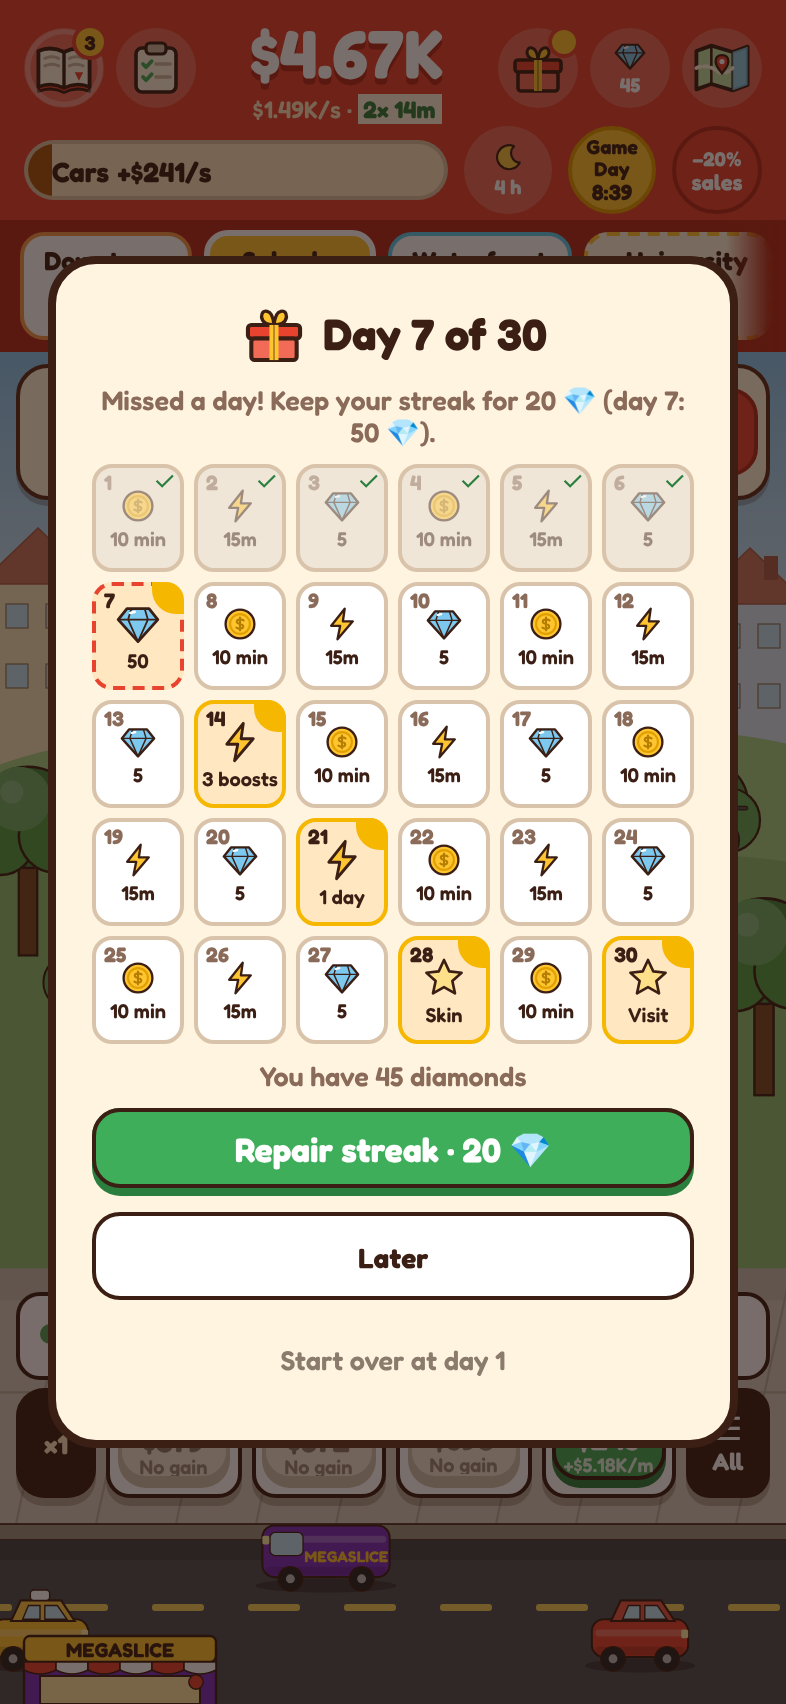 3
$4.67K
45
$1.49K/s · 2× 14m
Cars +$241/s
4 h
Game
Day
8:39
−20%
sales
Day 7 of 30
Missed a day! Keep your streak for 20 💎 (day 7:
50 💎).
1
10 min
2
15m
3
5
4
10 min
5
15m
6
5
7
50
8
10 min
9
15m
10
5
11
10 min
12
15m
13
5
14
3 boosts
15
10 min
16
15m
17
5
18
10 min
19
15m
20
5
21
1 day
22
10 min
23
15m
24
5
25
10 min
26
15m
27
5
28
Skin
29
10 min
30
Visit
You have 45 diamonds
Repair streak · 20 💎
Later
Start over at day 1
x1
No gain
No gain
No gain
+$5.18K/m
All
MEGASLICE
MEGASLICE